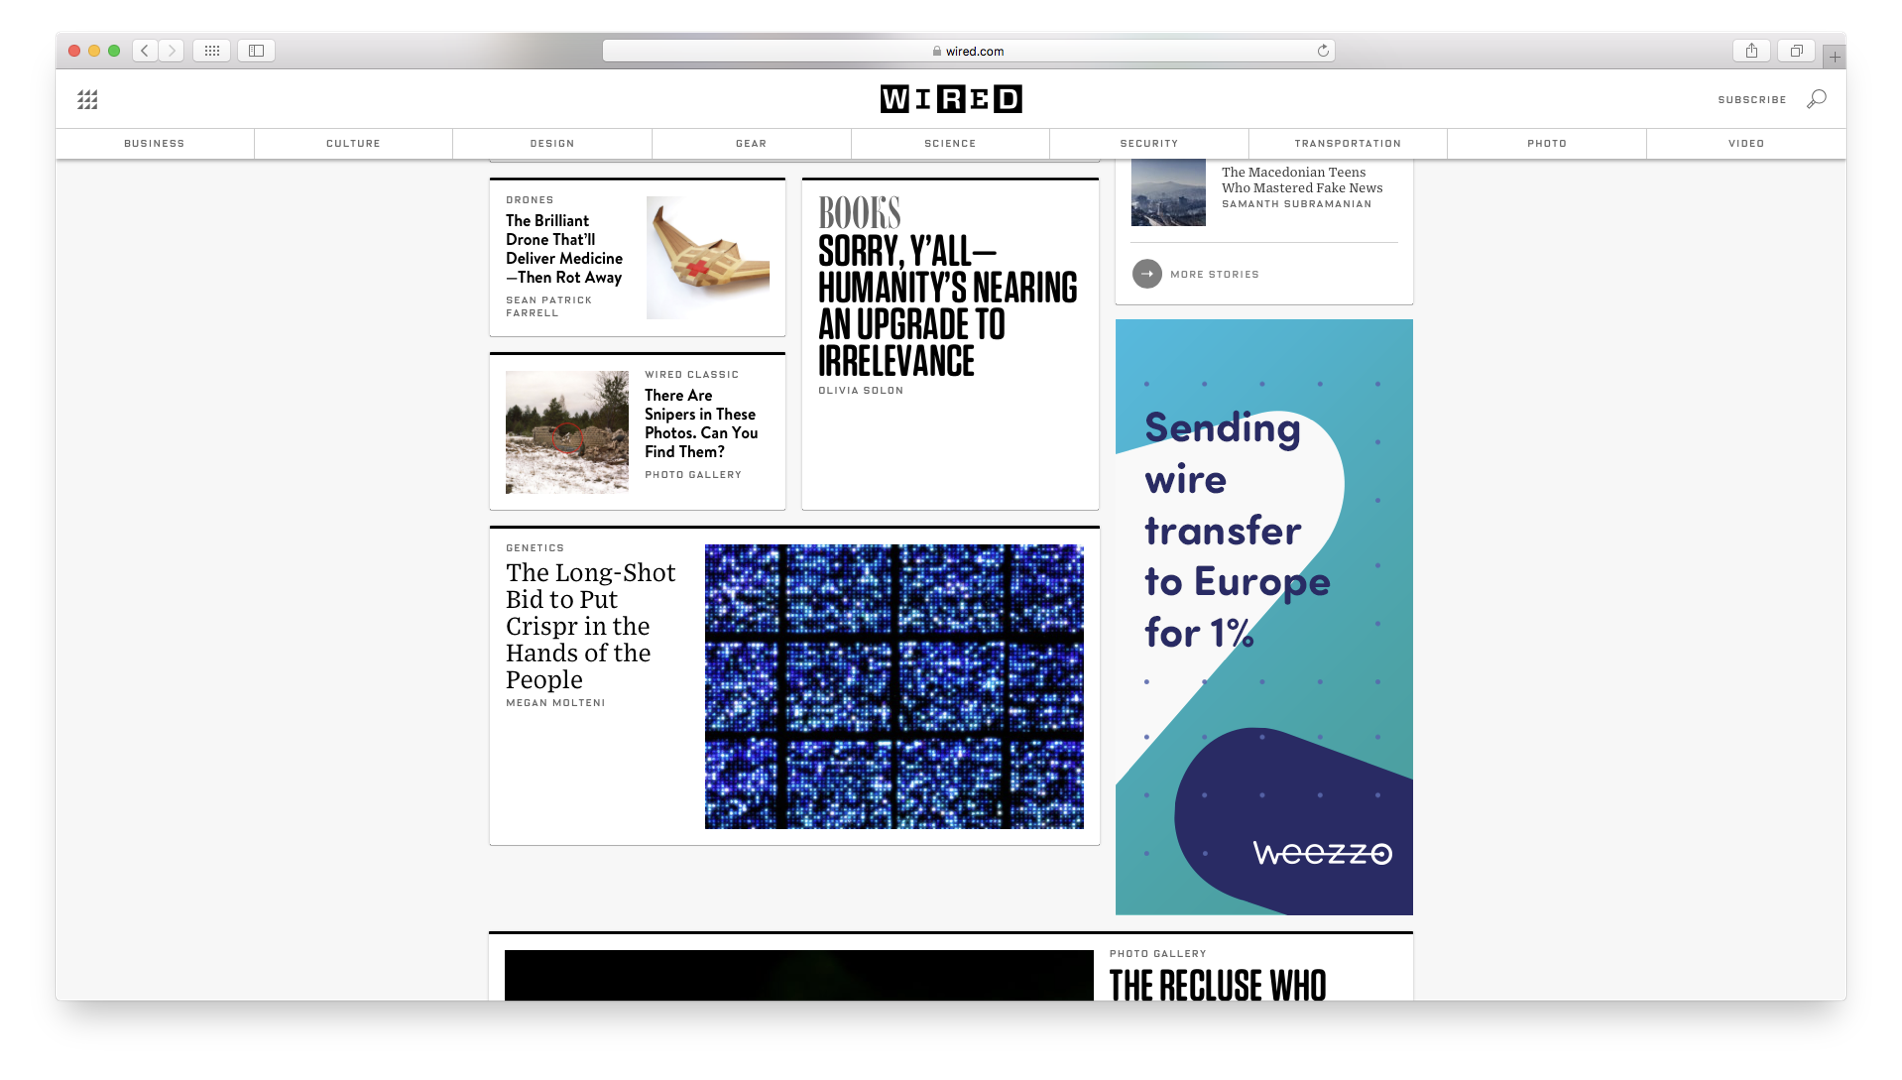 wired.com
WIRED
SUBSCRIBE
BUSINESS
CULTURE
DESIGN
GEAR
SCIENCE
SECURITY
TRANSPORTATION
PHOTO
VIDEO
DRONES
The Brilliant
Drone That’ll
Deliver Medicine
—Then Rot Away
SEAN PATRICK
FARRELL
WIRED CLASSIC
There Are
Snipers in These
Photos. Can You
Find Them?
PHOTO GALLERY
BOOKS
SORRY, Y’ALL—
HUMANITY’S NEARING
AN UPGRADE TO
IRRELEVANCE
OLIVIA SOLON
The Macedonian Teens
Who Mastered Fake News
SAMANTH SUBRAMANIAN
MORE STORIES
Sending
wire
transfer
to Europe
for 1%
weezzo
GENETICS
The Long-Shot
Bid to Put
Crispr in the
Hands of the
People
MEGAN MOLTENI
PHOTO GALLERY
THE RECLUSE WHO